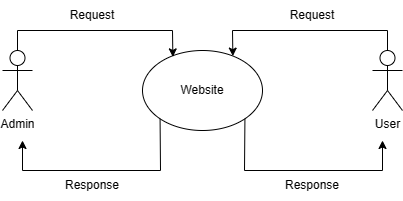 Request
Request
Website
Admin
User
Response
Response